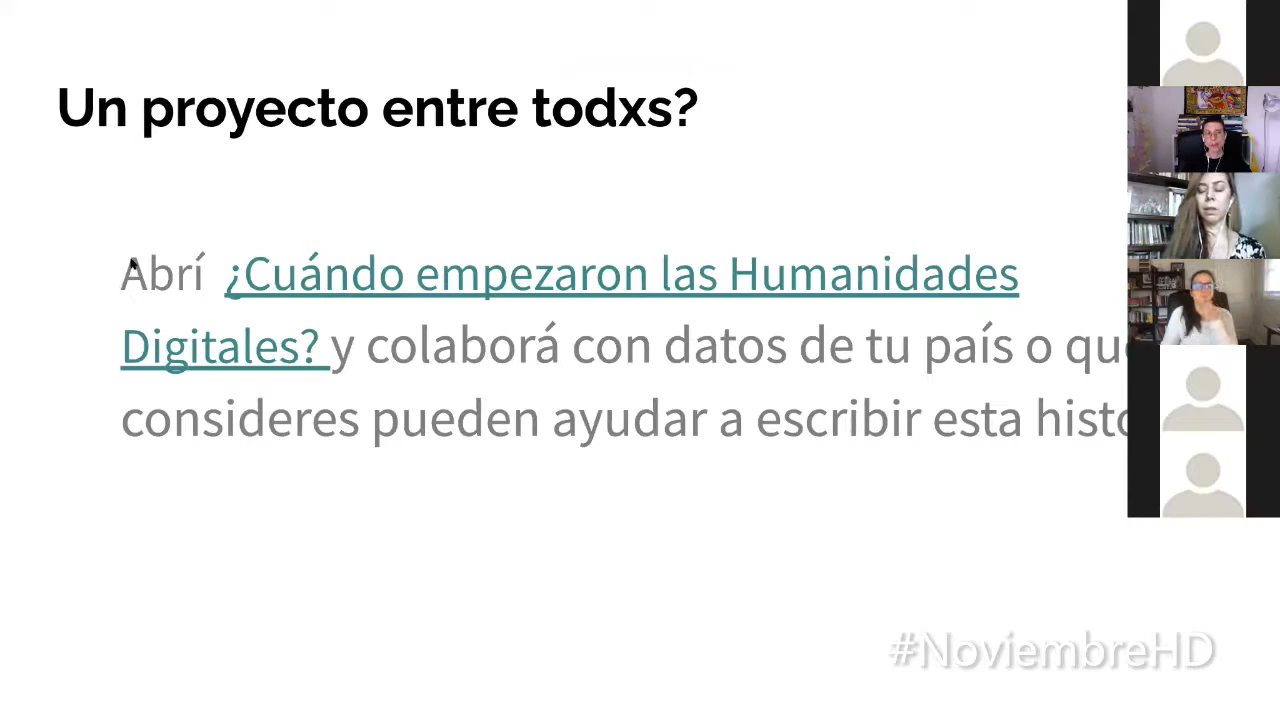 Un proyecto entre todxs?
Abrí ¿Cuándo empezaron las Humanidades
Digitales? y colaborá con datos de tu país o
consideres pueden ayudar a escribir esta
#NoviembreHD